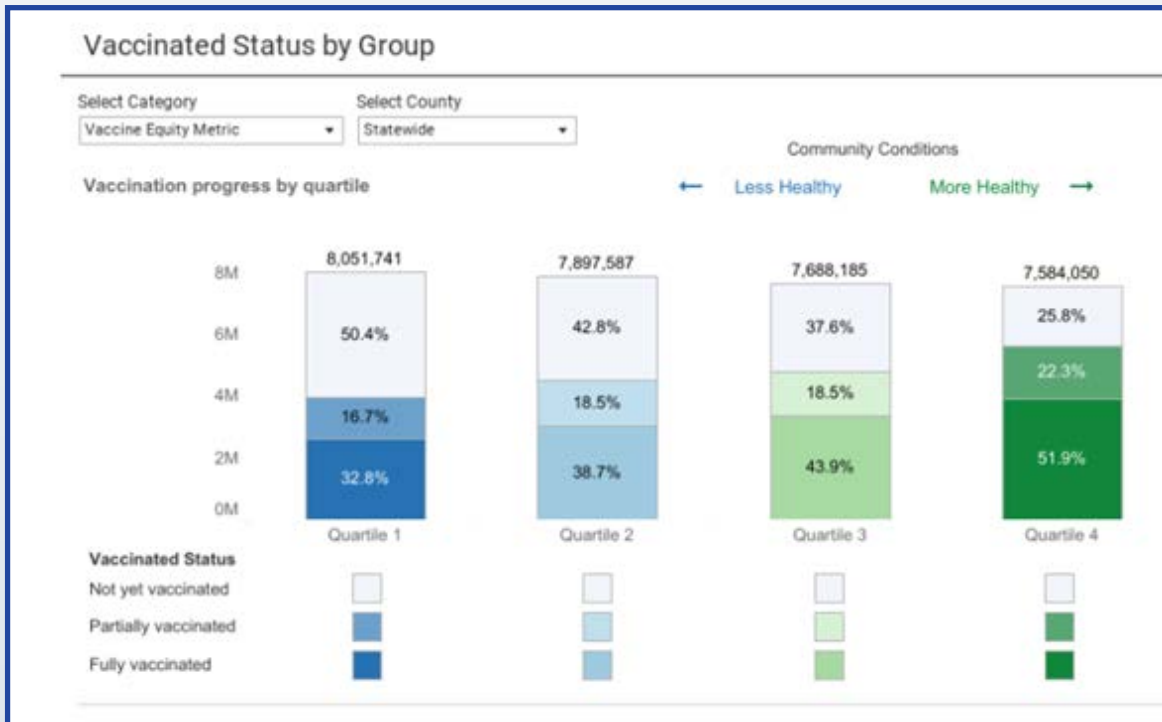 Vaccinated Status by Group
Select Category Select County
Vaccine Equity Metric Statewide
Community Conditions
Vaccination progress by quartile ← Less Healthy More Healthy →
8,051,741 7,897,587 7,688,185 7,584,050
8M
50.4% 42.8% 37.6% 25.8%
6M
22.3%
4M
16.7% 18.5% 18.5%
2M
32.8% 38.7% 43.9% 51.9%
0M
Quartile 1 Quartile 2 Quartile 3 Quartile 4
Vaccinated Status
Not yet vaccinated
Partially vaccinated
Fully vaccinated